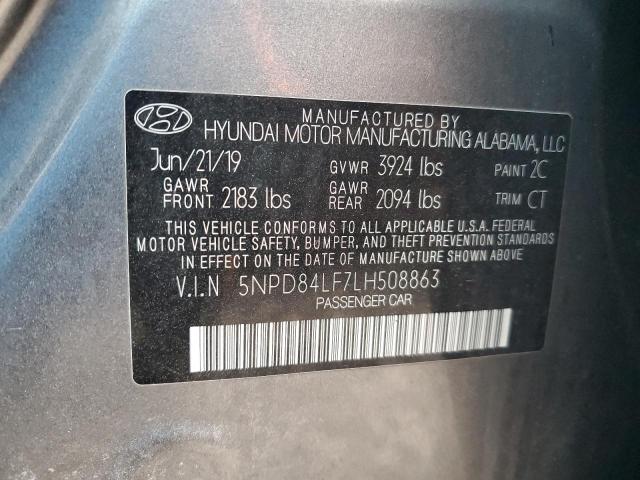 MANUFACTURED BY
HYUNDAI MOTOR MANUFACTURING ALABAMA, LLC
Jun/21/19 GVWR 3924 lbs PAINT 2C
GAWR FRONT 2183 lbs GAWR REAR 2094 lbs TRIM CT
THIS VEHICLE CONFORMS TO ALL APPLICABLE U.S.A. FEDERAL
MOTOR VEHICLE SAFETY, BUMPER, AND THEFT PREVENTION STANDARDS
IN EFFECT ON THE DATE OF MANUFACTURE SHOWN ABOVE.
V.I.N 5NPD84LF7LH508863
PASSENGER CAR